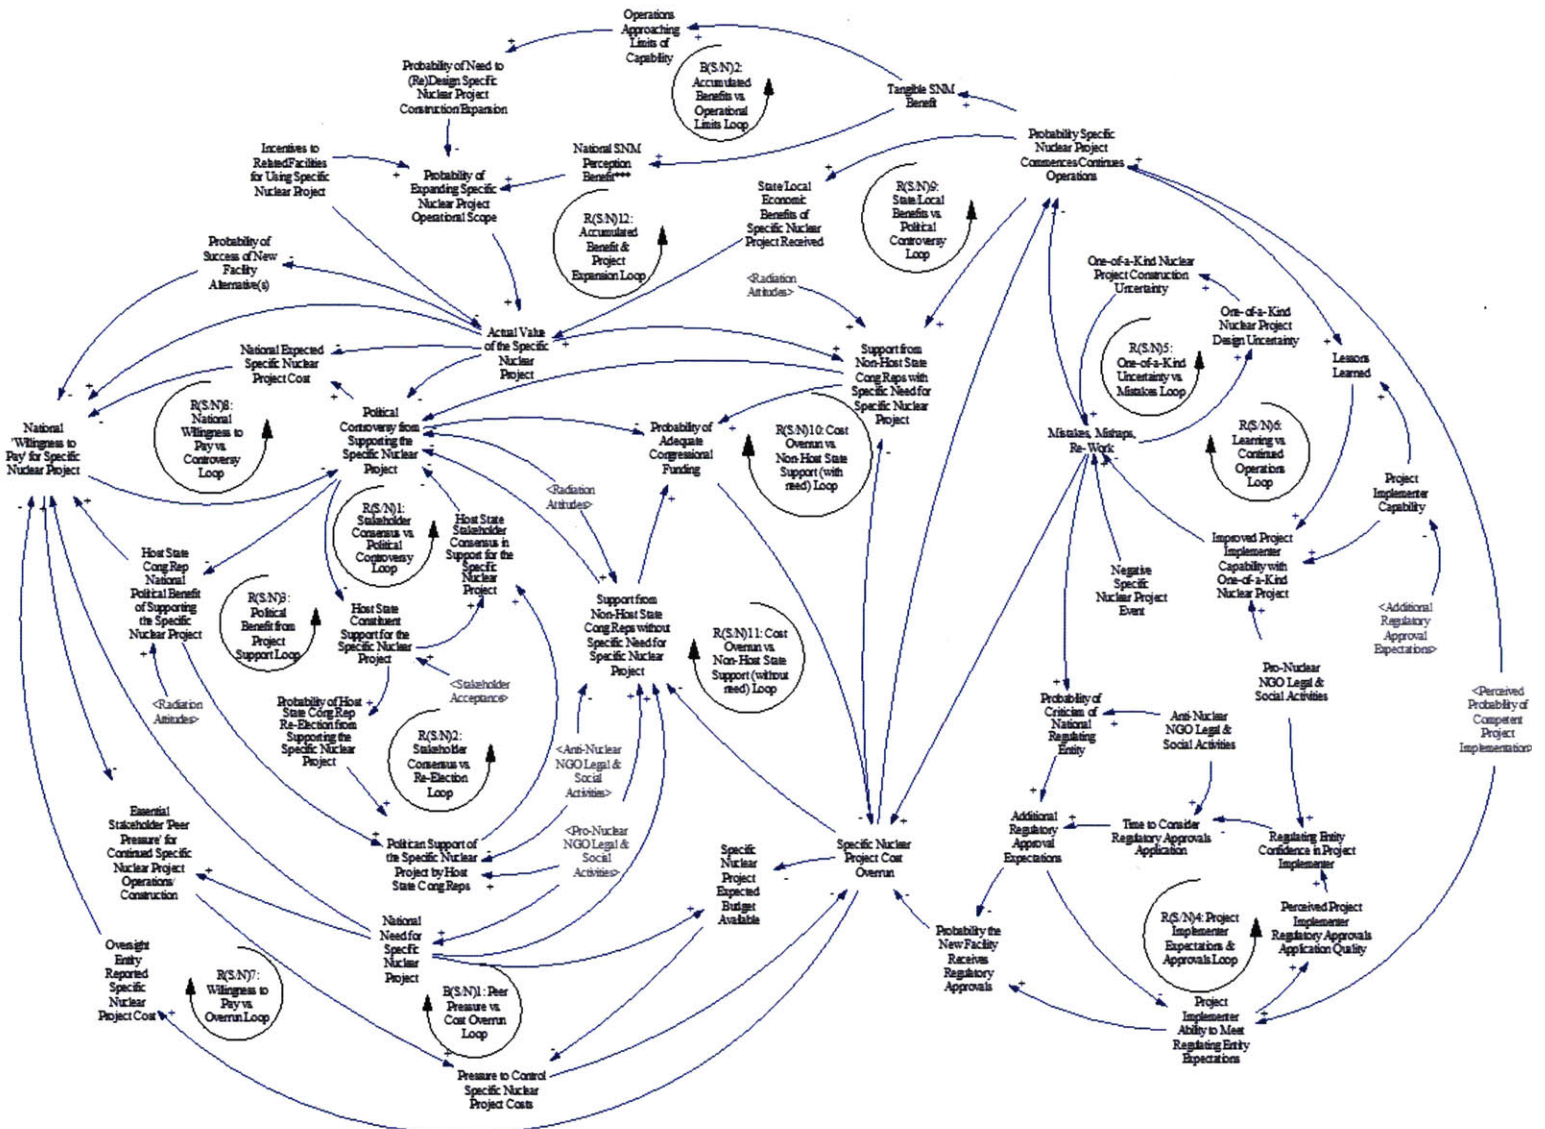 Operations
Approaching
Limits of
Capability
Probability of Need to
(Re)Design Specific
Nuclear Project
Construction/Expansion
B(S/N)2:
Accumulated
Benefits vs.
Operational
Limits Loop
Tangible SNM
Benefit
Probability Specific
Nuclear Project
Commences Continues
Operations
Incentives to
Related Facilities
for Using Specific
Nuclear Project
Probability of
Expanding Specific
Nuclear Project
Operational Scope
National SNM
Perception
Benefit***
State Local
Economic
Benefits of
Specific Nuclear
Project Received
R(S/N)9:
State/Local
Benefits vs.
Political
Controversy
Loop
R(S/N)12:
Accumulated
Benefit &
Project
Expansion Loop
Probability of
Success of New
Facility
Alternative(s)
<Radiation
Attitudes>
One-of-a-Kind Nuclear
Project Construction
Uncertainty
One-of-a-Kind
Nuclear Project
Design Uncertainty
R(S/N)5:
One-of-a-Kind
Uncertainty vs.
Mistakes Loop
Lessons
Learned
Actual Value
of the Specific
Nuclear
Project
National Expected
Specific Nuclear
Project Cost
Support from
Non-Host State
Cong Reps with
Specific Need for
Specific Nuclear
Project
R(S/N)8:
National
Willingness to
Pay vs.
Controversy
Loop
Political
Controversy from
Supporting the
Specific Nuclear
Project
National
'Willingness to
Pay' for Specific
Nuclear Project
Probability of
Adequate
Congressional
Funding
R(S/N)10: Cost
Overrun vs.
Non-Host State
Support (with
need) Loop
Mistakes, Mishaps,
Re-Work
R(S/N)6:
Learning vs.
Continued
Operations
Loop
Project
Implementer
Capability
<Radiation
Attitudes>
R(S/N)1:
Stakeholder
Consensus vs.
Political
Controversy
Loop
Host State
Stakeholder
Consensus in
Support for the
Specific
Nuclear
Project
Host State
Cong Rep
National
Political Benefit
of Supporting
the Specific
Nuclear Project
R(S/N)3:
Political
Benefit from
Project
Support Loop
Host State
Constituent
Support for the
Specific Nuclear
Project
Support from
Non-Host State
Cong Reps without
Specific Need for
Specific Nuclear
Project
R(S/N)11: Cost
Overrun vs.
Non-Host State
Support (without
need) Loop
Negative
Specific
Nuclear Project
Event
Improved Project
Implementer
Capability with
One-of-a-Kind
Nuclear Project
<Additional
Regulatory
Approval
Expectations>
<Radiation
Attitudes>
<Stakeholder
Acceptance>
Probability of Host
State Cong Rep
Re-Election from
Supporting the
Specific Nuclear
Project
R(S/N)2:
Stakeholder
Consensus vs.
Re-Election
Loop
<Anti-Nuclear
NGO Legal &
Social
Activities>
Probability of
Criticism of
National
Regulating
Entity
Anti-Nuclear
NGO Legal &
Social Activities
Pro-Nuclear
NGO Legal &
Social Activities
<Perceived
Probability of
Competent
Project
Implementation>
Essential
Stakeholder 'Peer
Pressure' for
Continued Specific
Nuclear Project
Operations/
Construction
Politican Support of
the Specific Nuclear
Project by Host
State Cong Reps
<Pro-Nuclear
NGO Legal &
Social
Activities>
Specific
Nuclear
Project
Expected
Budget
Available
Specific Nuclear
Project Cost
Overrun
Additional
Regulatory
Approval
Expectations
Time to Consider
Regulatory Approvals
Application
Regulating Entity
Confidence in Project
Implementer
National
Need for
Specific
Nuclear
Project
Oversight
Entity
Reported
Specific
Nuclear
Project Cost
R(S/N)7:
Willingness to
Pay vs.
Overrun Loop
B(S/N)1: Peer
Pressure vs.
Cost Overrun
Loop
Probability the
New Facility
Receives
Regulatory
Approvals
R(S/N)4: Project
Implementer
Expectations &
Approvals Loop
Perceived Project
Implementer
Regulatory Approvals
Application Quality
Project
Implementer
Ability to Meet
Regulating Entity
Expectations
Pressure to Control
Specific Nuclear
Project Costs